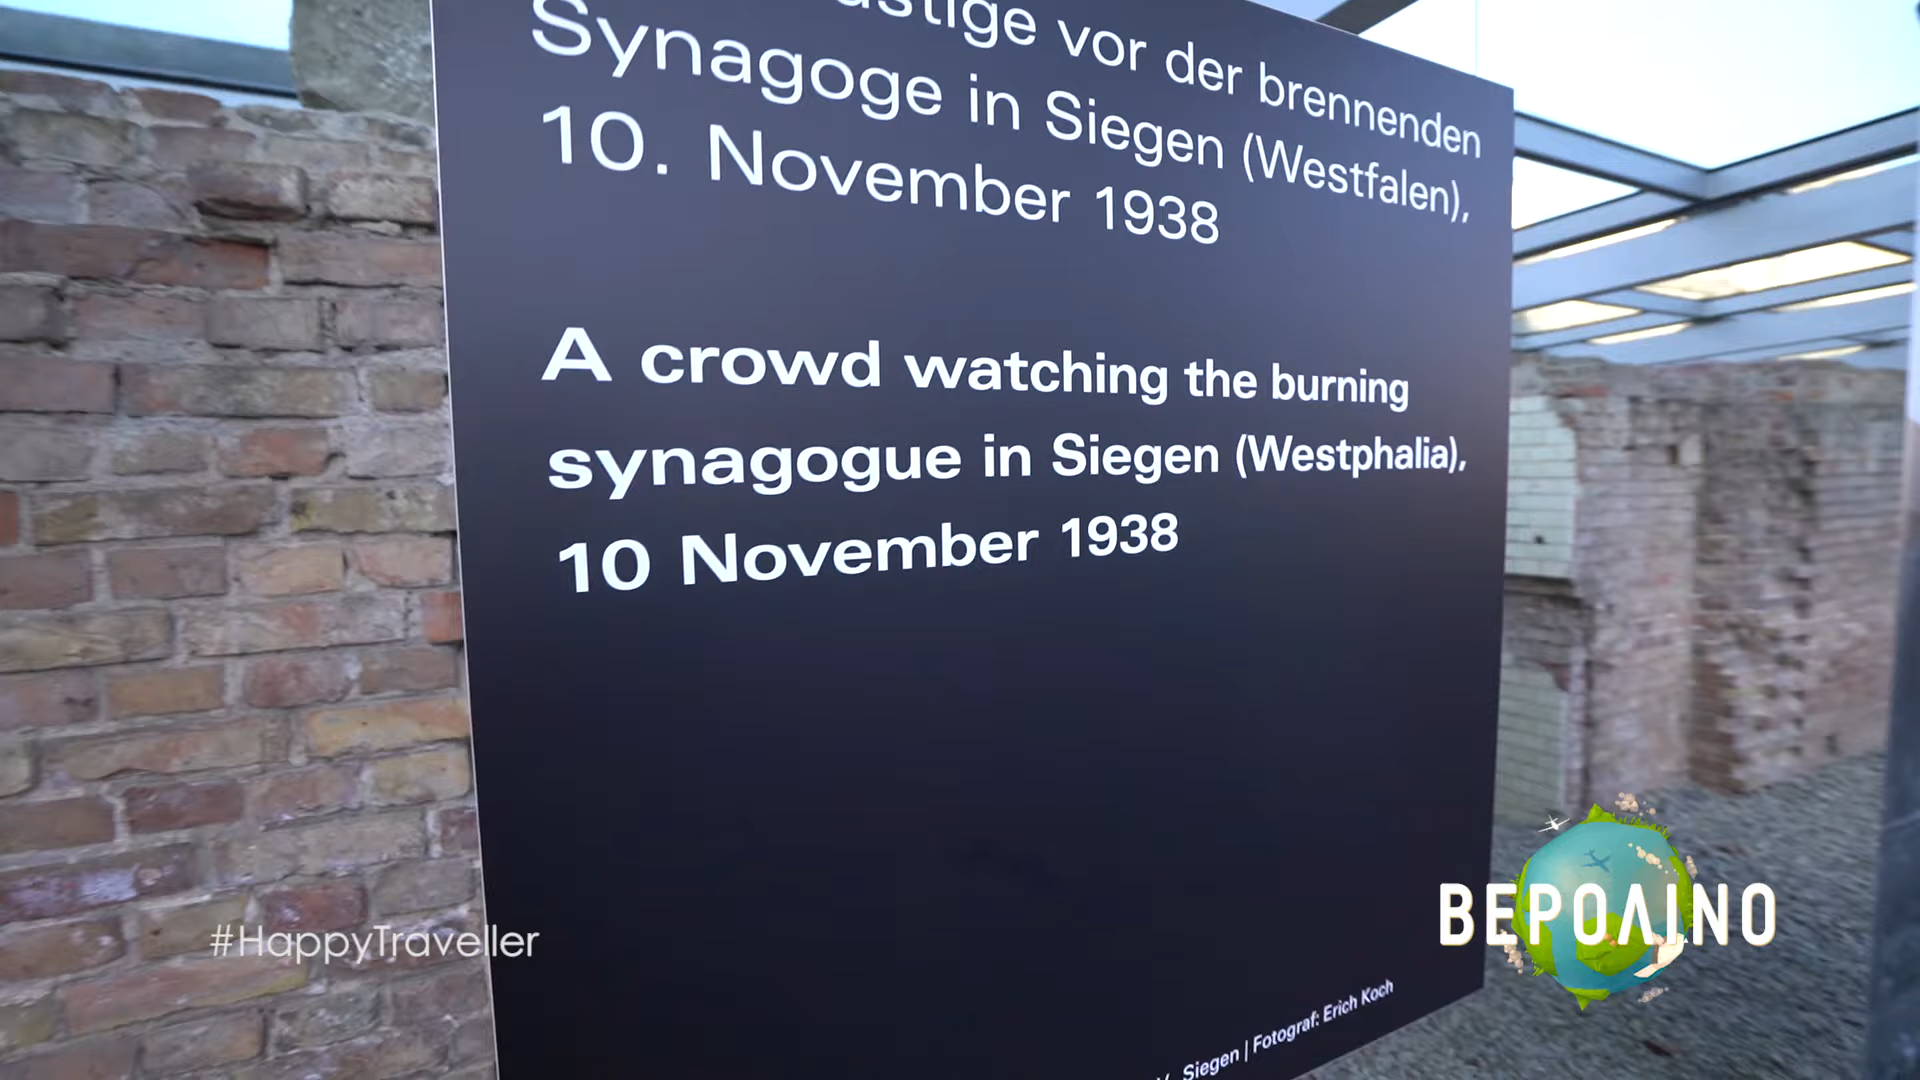 vor der brennenden
Synagoge in Siegen (Westfalen),
10. November 1938
A crowd watching the burning
synagogue in Siegen (Westphalia),
10 November 1938
Siegen | Fotograf: Erich Koch
#HappyTraveller
ΒΕΡΟΛΙΝΟ